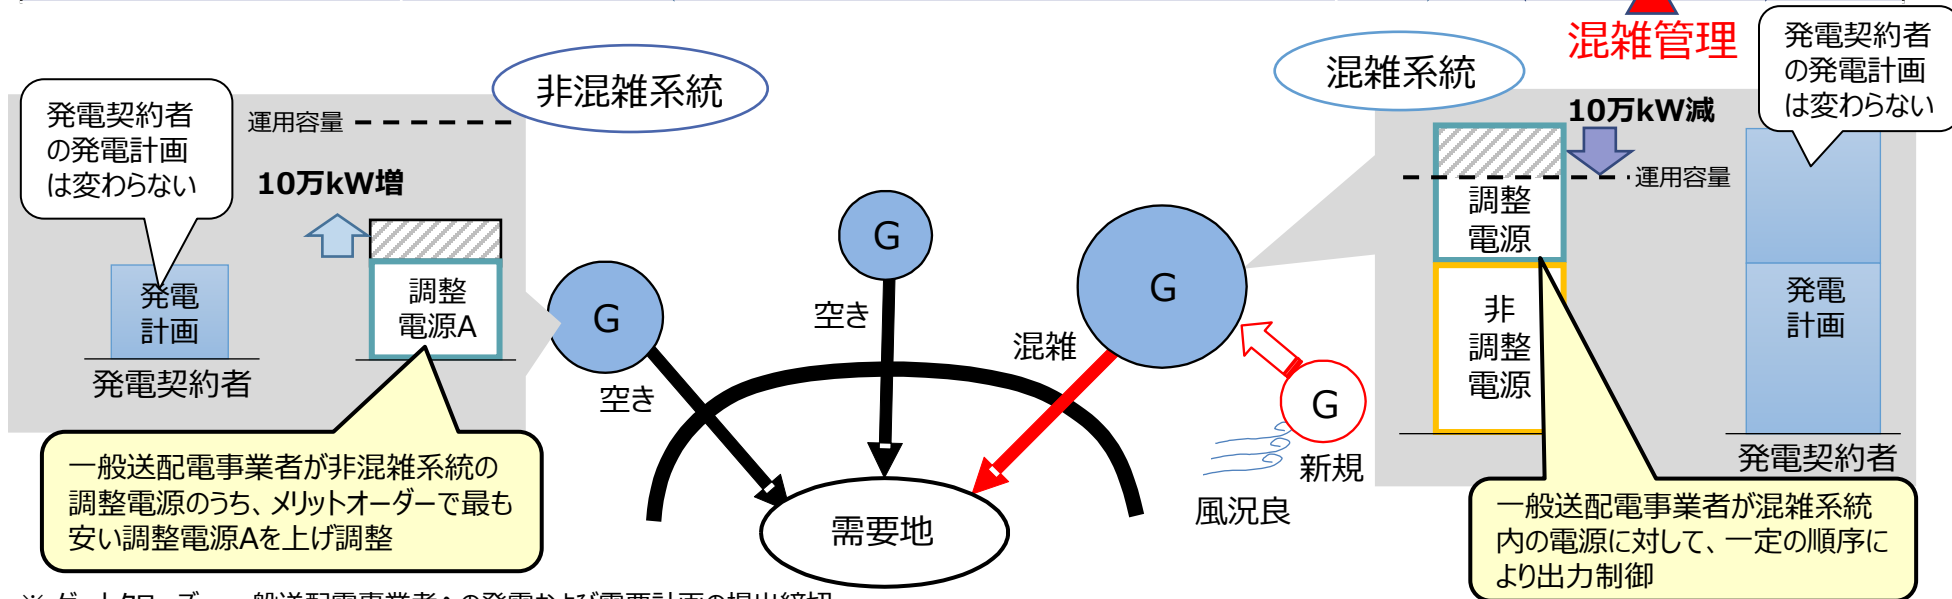 混雑管理
非混雑系統
混雑系統
発電契約者
の発電計画
は変わらない
運用容量
10万kW増
発電
計画
発電契約者
調整
電源A
一般送配電事業者が非混雑系統の
調整電源のうち、メリットオーダーで最も
安い調整電源Aを上げ調整
G
空き
G
空き
G
混雑
G
新規
風況良
需要地
10万kW減
運用容量
調整
電源
非
調整
電源
発電契約者
の発電計画
は変わらない
発電
計画
発電契約者
一般送配電事業者が混雑系統
内の電源に対して、一定の順序に
より出力制御